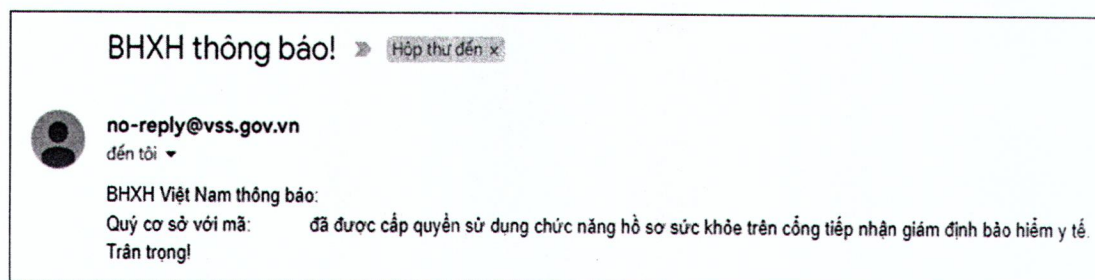 BHXH thông báo!
Hộp thư đến x
no-reply@vss.gov.vn
đến tôi
BHXH Việt Nam thông báo:
Quý cơ sở với mã: đã được cấp quyền sử dụng chức năng hồ sơ sức khỏe trên cổng tiếp nhận giám định bảo hiểm y tế.
Trân trọng!